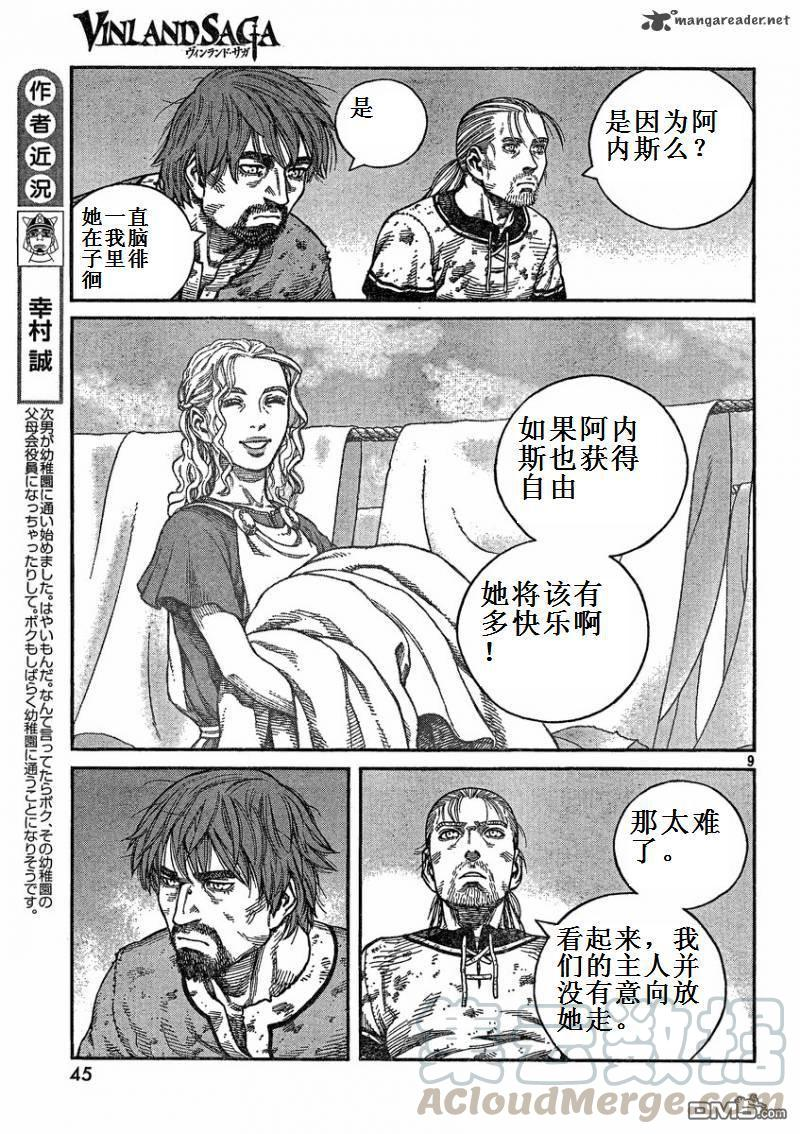 VINLAND SAGA
ヴィンランド・サガ
mangareader.net
是因为阿
内斯么？
是
她一直
在我脑
子里徘
徊
如果阿内
斯也获得
自由
她将该有
多快乐啊
！
9
那太难
了。
看起来，我
们的主人并
没有意向放
她走。
作者近況
幸村誠
次男が幼稚園に通い始めました。はやいもんだ。なんて言ってたらボク、その幼稚園の
父母会役員になっちゃったりして。ボクもしばらく幼稚園に通うことになりそうです。
45
集云数据
ACloudMerge.com
DM5.com